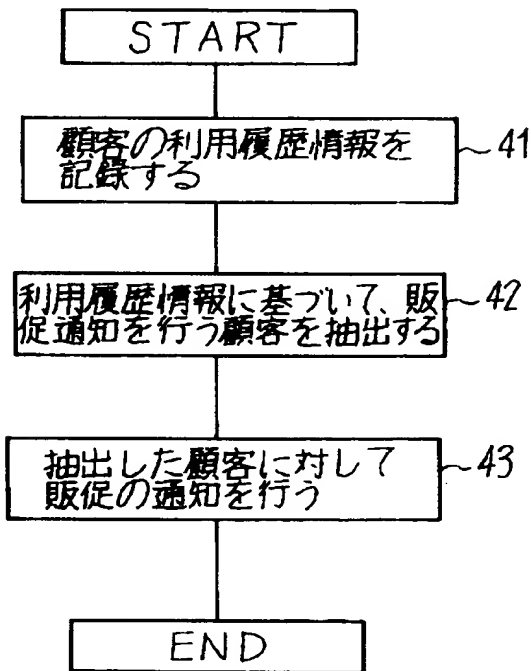 START
顧客の利用履歴情報を
記録する
~41
利用履歴情報に基づいて、販
促通知を行う顧客を抽出する
~42
抽出した顧客に対して
販促の通知を行う
~43
END